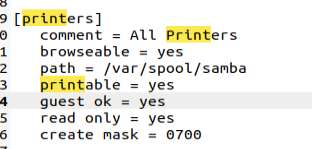 8
9 [printers]
0 comment = All Printers
1 browseable = yes
2 path = /var/spool/samba
3 printable = yes
4 guest ok = yes
5 read only = yes
6 create mask = 0700